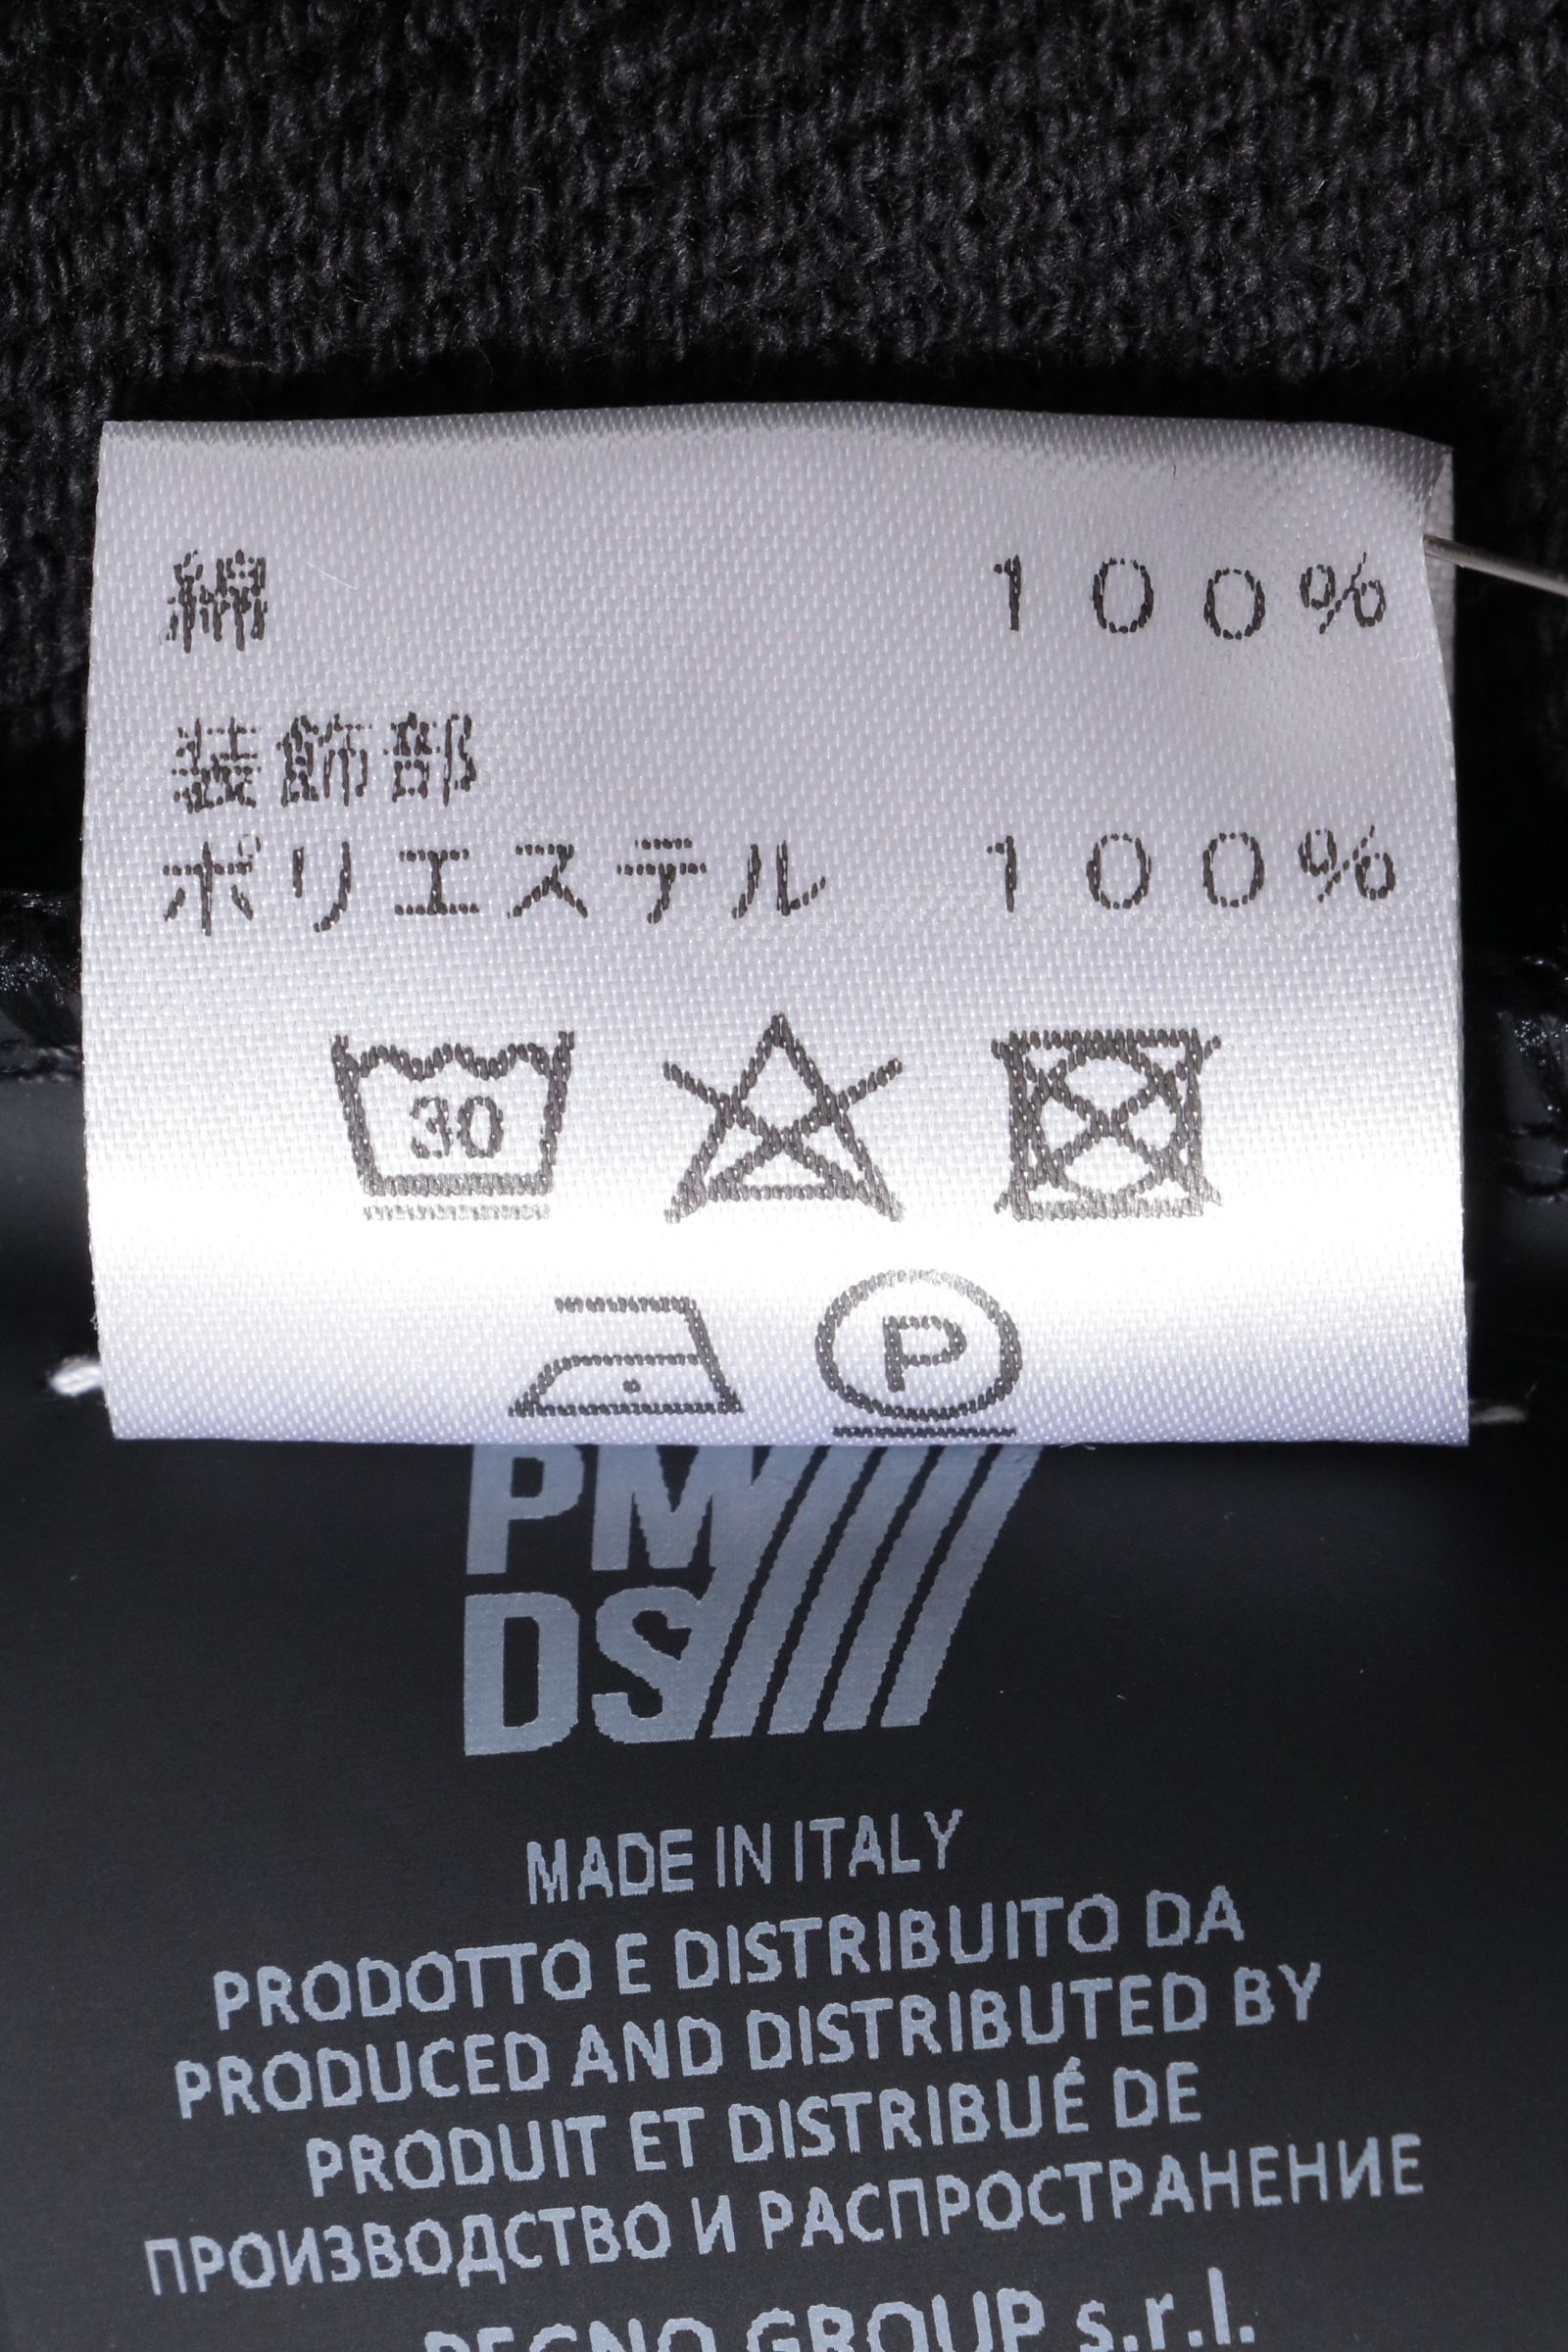 綿 100%
装飾部
ポリエステル 100%
30
P
PM
DS
MADE IN ITALY
PRODOTTO E DISTRIBUITO DA
PRODUCED AND DISTRIBUTED BY
PRODUIT ET DISTRIBUÉ DE
ПРОИЗВОДСТВО И РАСПРОСТРАНЕНИЕ
GROUP s.r.l.